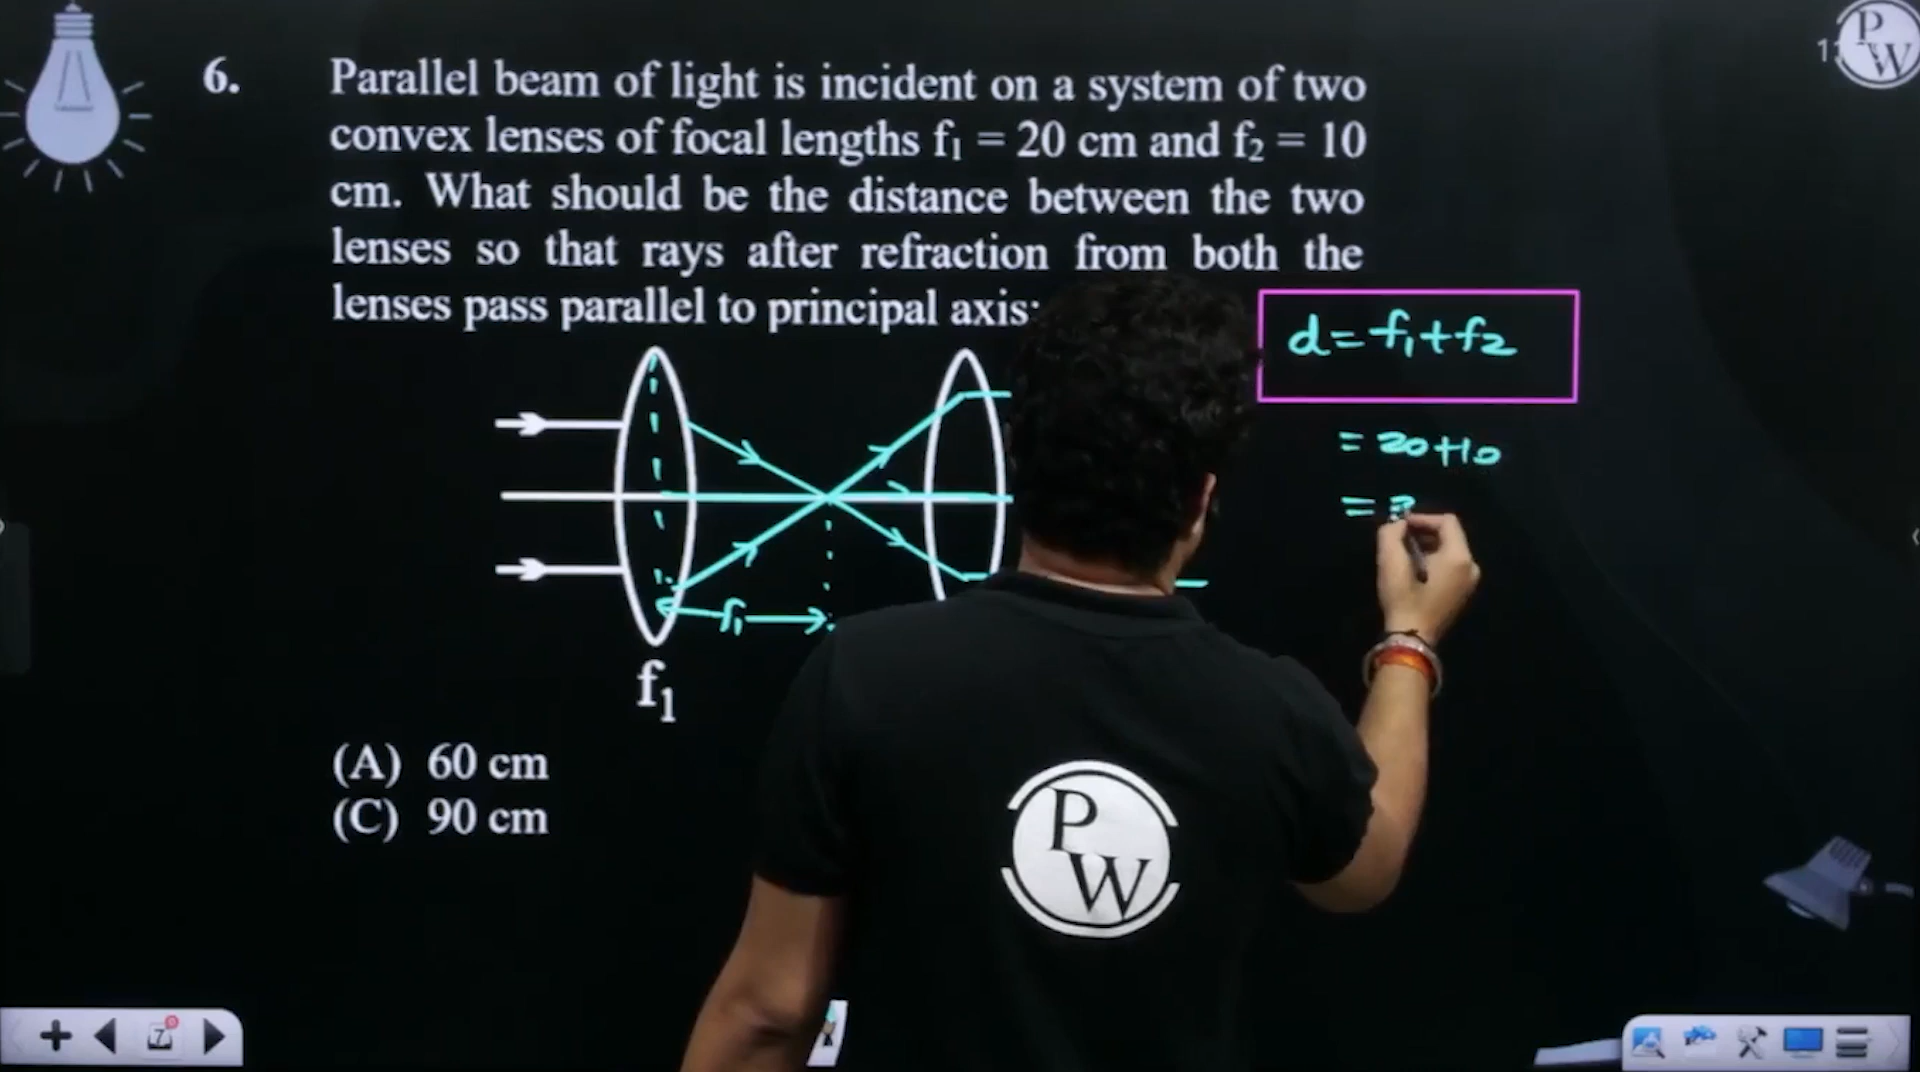 P
W
6. Parallel beam of light is incident on a system of two
convex lenses of focal lengths f₁ = 20 cm and f₂ = 10
cm. What should be the distance between the two
lenses so that rays after refraction from both the
lenses pass parallel to principal axis:
d = f₁ + f₂
= 20 + 10
=
f₁
f₁
(A) 60 cm
(C) 90 cm
P
W
7